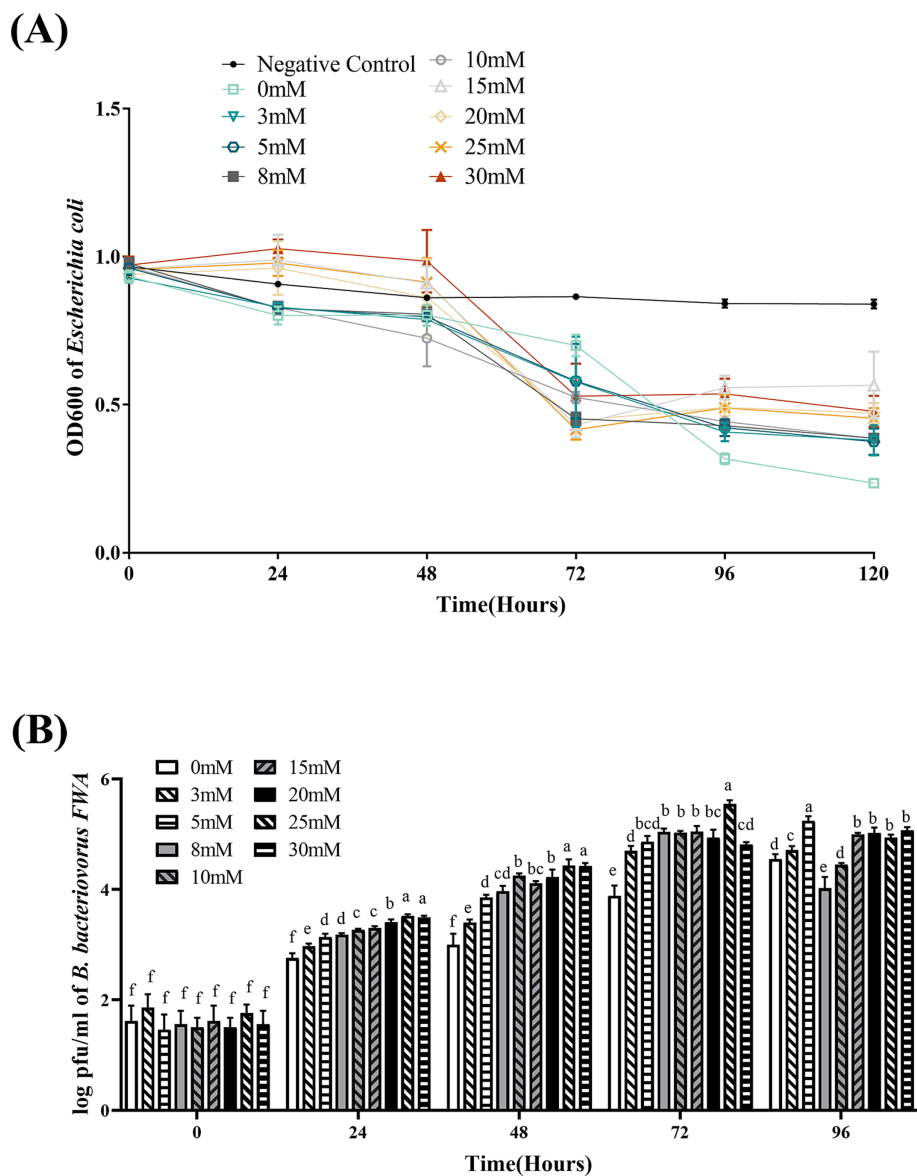 (A)
Negative Control
0mM
3mM
5mM
8mM
10mM
15mM
20mM
25mM
30mM
OD600 of Escherichia coli
1.5
1.0
0.5
0.0
0 24 48 72 96 120
Time(Hours)
(B)
0mM
3mM
5mM
8mM
10mM
15mM
20mM
25mM
30mM
log pfu/ml of B. bacteriovorus FWA
6
4
2
0
f f f f f f f f f
f e d d c c b a a
f e d cd b bc b a a
e d bcd b b b bc a cd
d c a e d b b b b
0 24 48 72 96
Time(Hours)